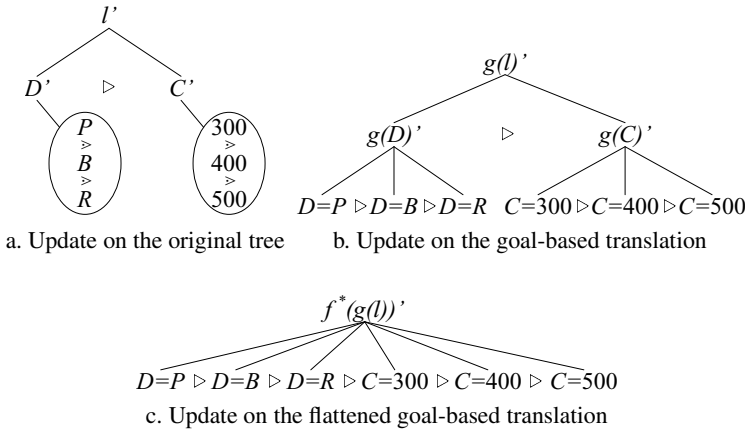 l’
D’ ▷ C’
P
⋗
B
⋗
R
300
⋗
400
⋗
500
a. Update on the original tree
g(l)’
g(D)’ ▷ g(C)’
D=P ▷ D=B ▷ D=R C=300 ▷ C=400 ▷ C=500
b. Update on the goal-based translation
f*(g(l))’
D=P ▷ D=B ▷ D=R ▷ C=300 ▷ C=400 ▷ C=500
c. Update on the flattened goal-based translation